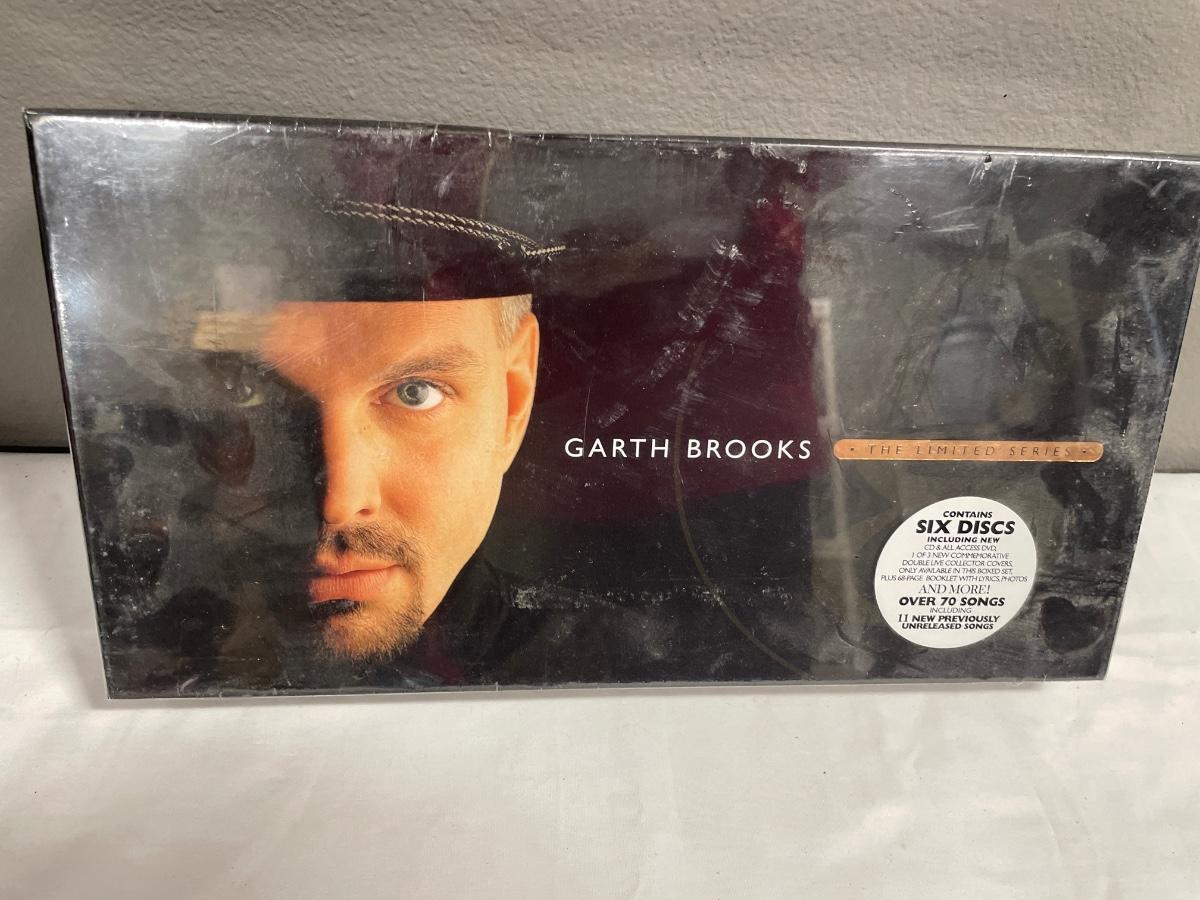 GARTH BROOKS
• THE LIMITED SERIES •
CONTAINS
SIX DISCS
INCLUDING NEW
CD & ALL ACCESS DVD,
1 OF 3 NEW COMMEMORATIVE
DOUBLE LIVE COLLECTOR COVERS,
ONLY AVAILABLE IN THIS BOXED SET,
PLUS 68-PAGE BOOKLET WITH LYRICS, PHOTOS
AND MORE!
OVER 70 SONGS
INCLUDING
11 NEW PREVIOUSLY
UNRELEASED SONGS